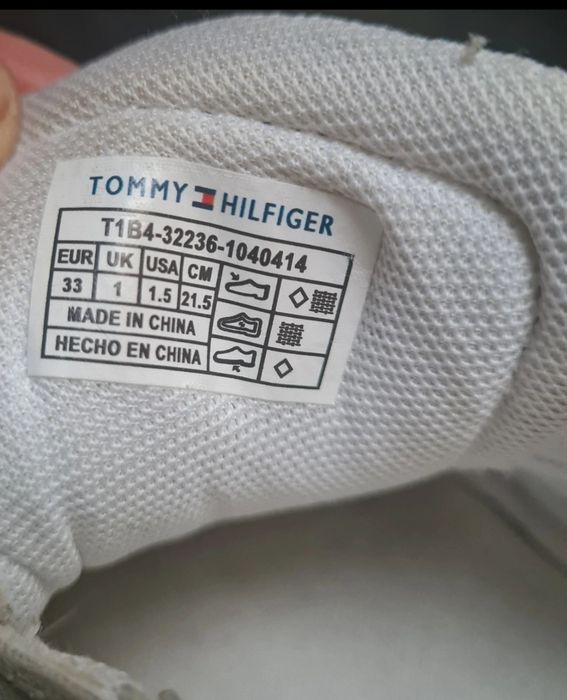 TOMMY HILFIGER
T1B4-32236-1040414
EUR UK USA CM
33 1 1.5 21.5
MADE IN CHINA
HECHO EN CHINA